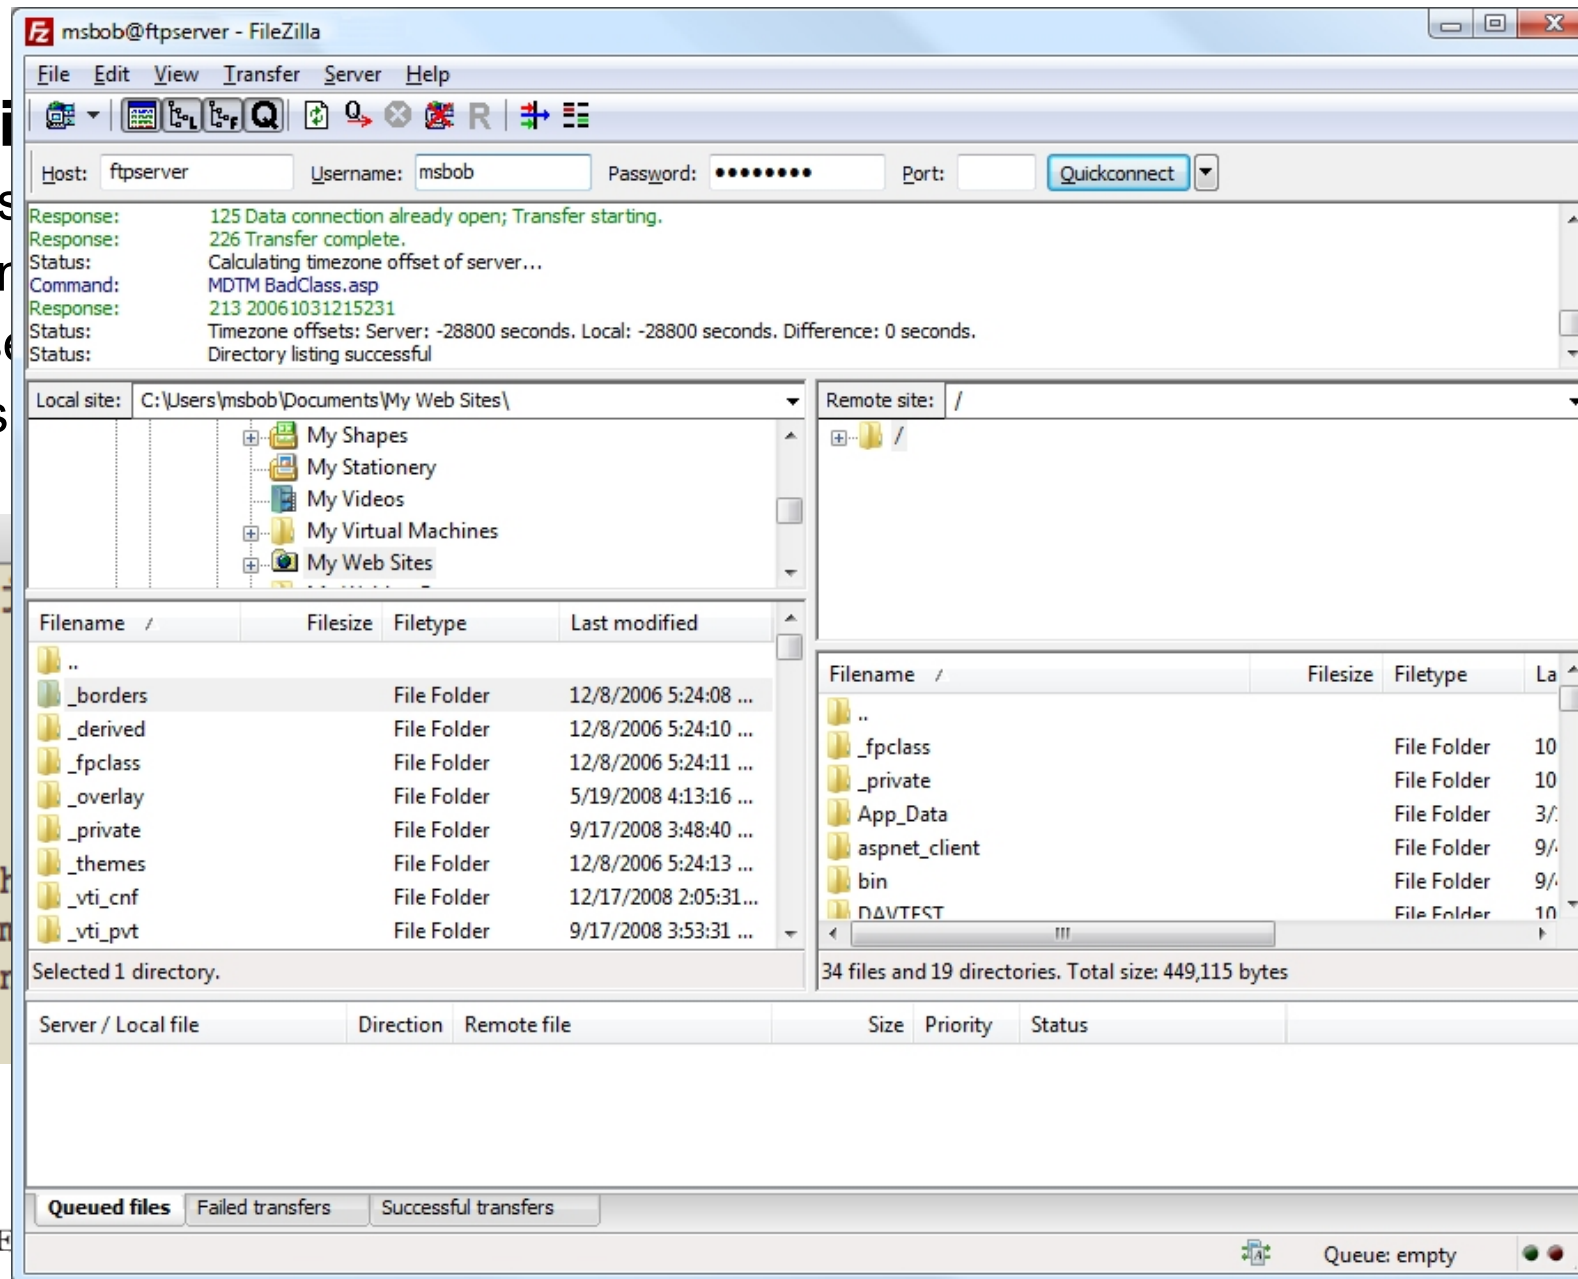 msbob@ftpserver - FileZilla
File Edit View Transfer Server Help
Host: ftpserver Username: msbob Password: •••••••• Port: Quickconnect
Response: 125 Data connection already open; Transfer starting.
Response: 226 Transfer complete.
Status: Calculating timezone offset of server...
Command: MDTM BadClass.asp
Response: 213 20061031215231
Status: Timezone offsets: Server: -28800 seconds. Local: -28800 seconds. Difference: 0 seconds.
Status: Directory listing successful
Local site: C:\Users\msbob\Documents\My Web Sites\
My Shapes
My Stationery
My Videos
My Virtual Machines
My Web Sites
Filename Filesize Filetype Last modified
..
_borders File Folder 12/8/2006 5:24:08 ...
_derived File Folder 12/8/2006 5:24:10 ...
_fpclass File Folder 12/8/2006 5:24:11 ...
_overlay File Folder 5/19/2008 4:13:16 ...
_private File Folder 9/17/2008 3:48:40 ...
_themes File Folder 12/8/2006 5:24:13 ...
_vti_cnf File Folder 12/17/2008 2:05:31...
_vti_pvt File Folder 9/17/2008 3:53:31 ...
Selected 1 directory.
Remote site: /
/
Filename Filesize Filetype La
..
_fpclass File Folder 10
_private File Folder 10
App_Data File Folder 3/
aspnet_client File Folder 9/
bin File Folder 9/
DAVTEST File Folder 10
34 files and 19 directories. Total size: 449,115 bytes
Server / Local file Direction Remote file Size Priority Status
Queued files Failed transfers Successful transfers
Queue: empty